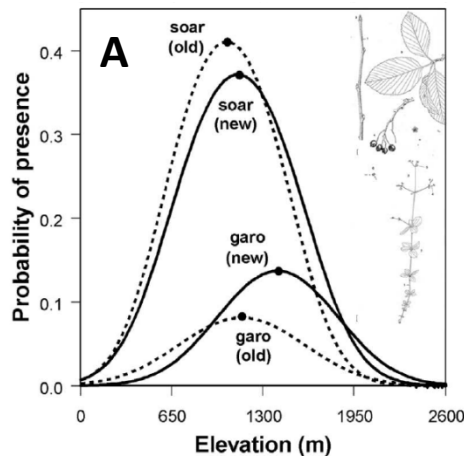 A
soar
(old)
soar
(new)
garo
(new)
garo
(old)
0.4
0.3
0.2
0.1
0.0
Probability of presence
0
650
1300
1950
2600
Elevation (m)